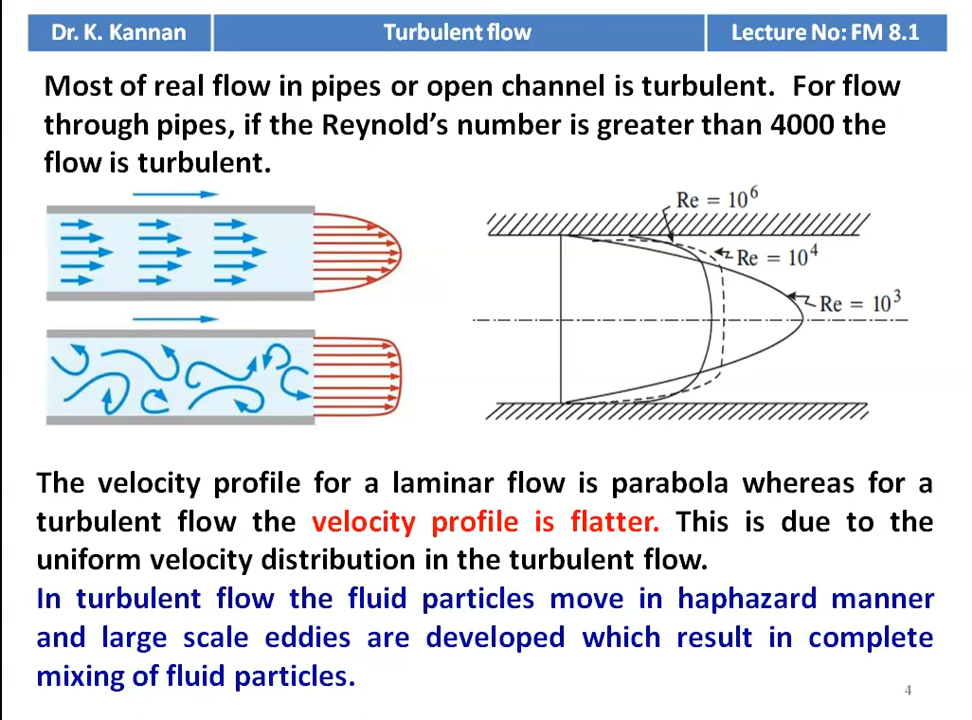 Dr. K. Kannan
Turbulent flow
Lecture No: FM 8.1
Most of real flow in pipes or open channel is turbulent. For flow
through pipes, if the Reynold's number is greater than 4000 the
flow is turbulent.
Re = 10⁶
Re = 10⁴
Re = 10³
The velocity profile for a laminar flow is parabola whereas for a
turbulent flow the velocity profile is flatter. This is due to the
uniform velocity distribution in the turbulent flow.
In turbulent flow the fluid particles move in haphazard manner
and large scale eddies are developed which result in complete
mixing of fluid particles.
4